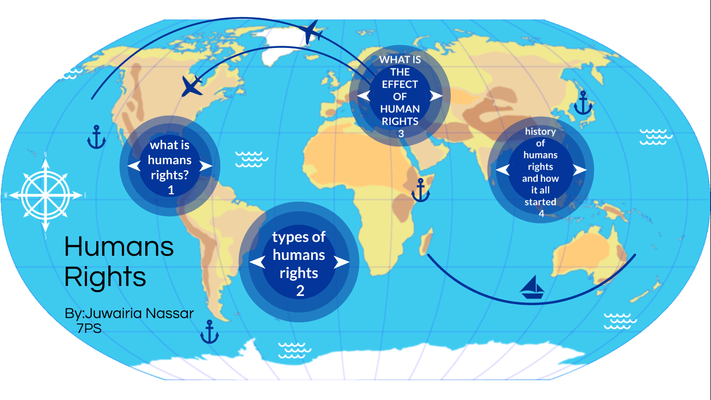 what is
humans
rights?
1
types of
humans
rights
2
WHAT IS
THE
EFFECT
OF
HUMAN
RIGHTS
3
history
of
humans
rights
and how
it all
started
4
Humans
Rights
By:Juwairia Nassar
7PS